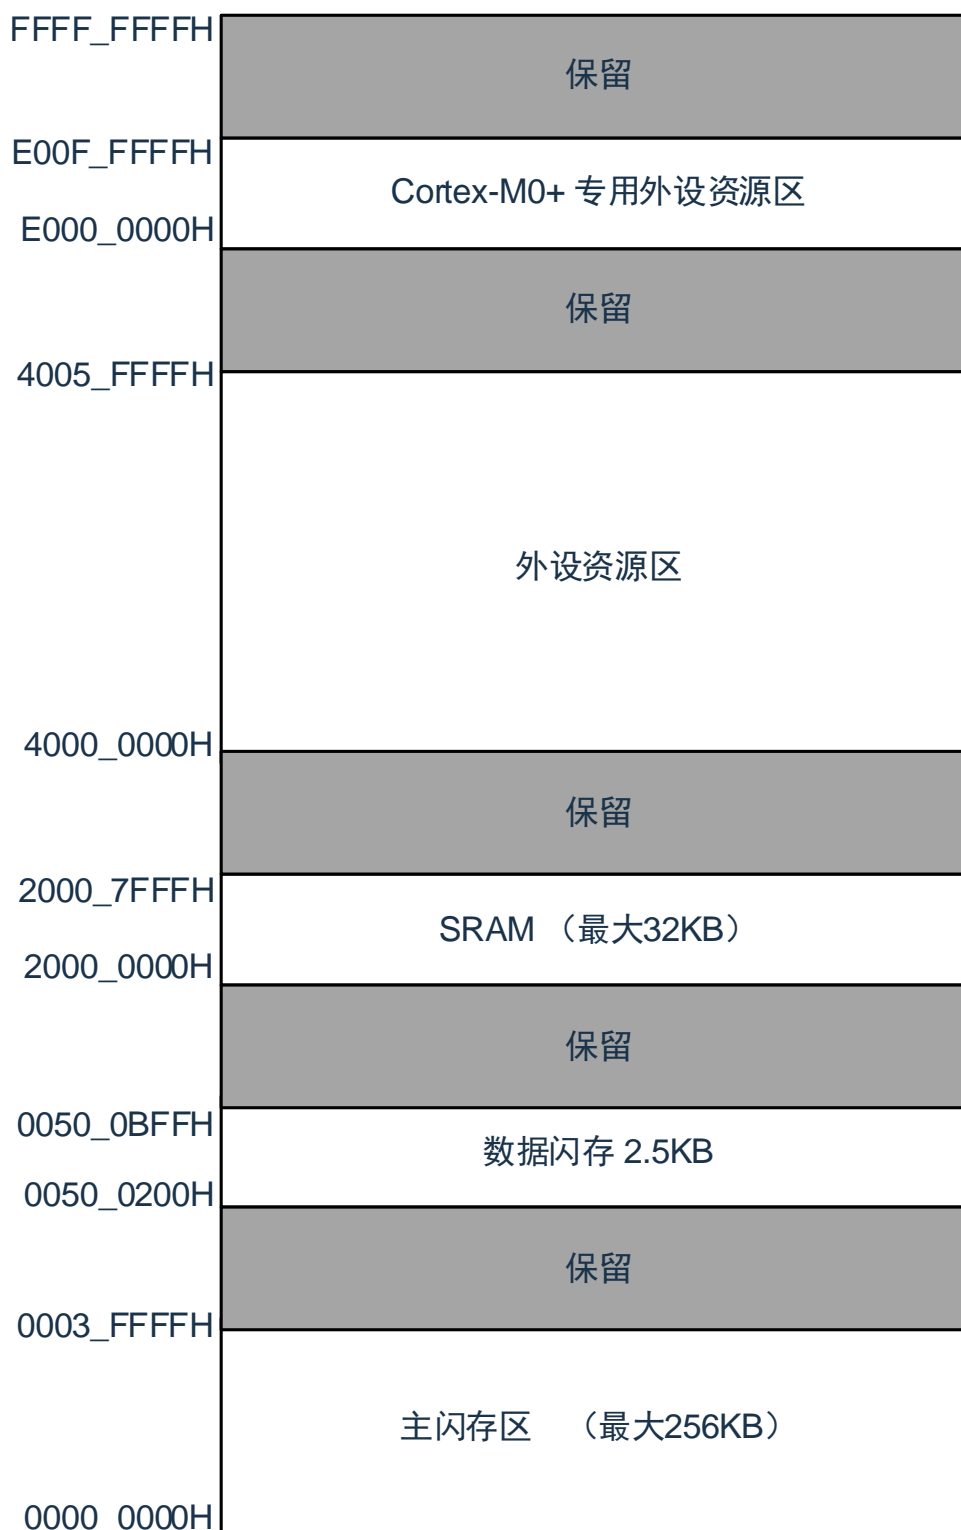 FFFF_FFFFH
保留
E00F_FFFFH
Cortex-M0+ 专用外设资源区
E000_0000H
保留
4005_FFFFH
外设资源区
4000_0000H
保留
2000_7FFFH
SRAM （最大32KB）
2000_0000H
保留
0050_0BFFH
数据闪存 2.5KB
0050_0200H
保留
0003_FFFFH
主闪存区 （最大256KB）
0000_0000H